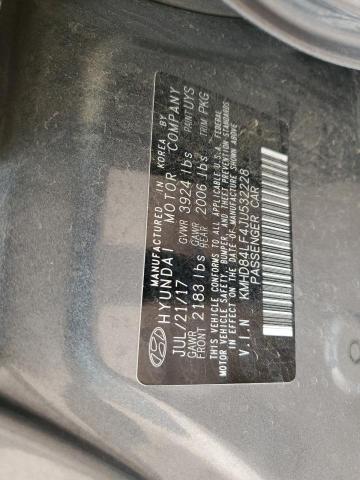 MANUFACTURED IN KOREA BY
HYUNDAI MOTOR COMPANY
JUL/21/17 GVWR 3924 lbs PAINT UYS
GAWR FRONT 2183 lbs GAWR REAR 2006 lbs TRIM PKG
THIS VEHICLE CONFORMS TO ALL APPLICABLE U.S.A. FEDERAL
MOTOR VEHICLE SAFETY, BUMPER, AND THEFT PREVENTION STANDARDS
IN EFFECT ON THE DATE OF MANUFACTURE SHOWN ABOVE
V.I.N KMHD84LF4JU533228
PASSENGER CAR